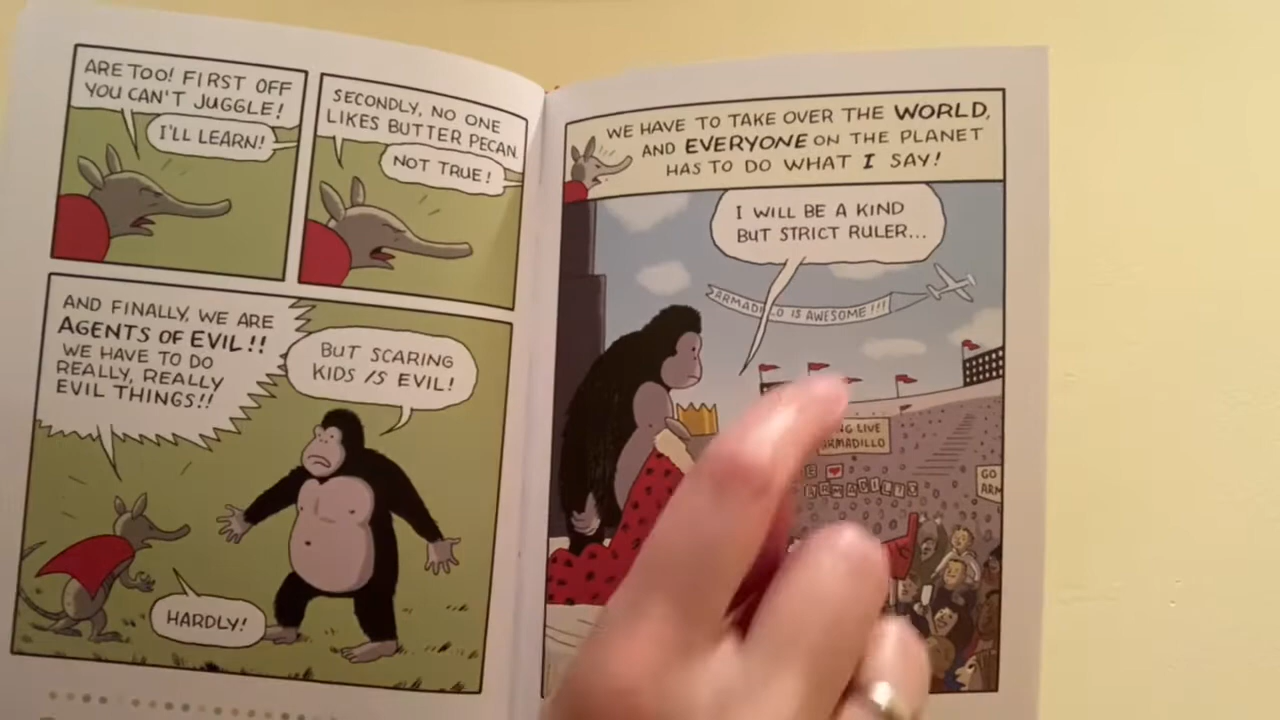 ARE TOO! FIRST OFF
YOU CAN'T JUGGLE!
I'LL LEARN!
SECONDLY, NO ONE
LIKES BUTTER PECAN.
NOT TRUE!
AND FINALLY, WE ARE
AGENTS OF EVIL!!
WE HAVE TO DO
REALLY, REALLY
EVIL THINGS!!
BUT SCARING
KIDS IS EVIL!
HARDLY!
WE HAVE TO TAKE OVER THE WORLD,
AND EVERYONE ON THE PLANET
HAS TO DO WHAT I SAY!
I WILL BE A KIND
BUT STRICT RULER...
ARMADILLO IS AWESOME!!!
LIVE
ARMADILLO
GO